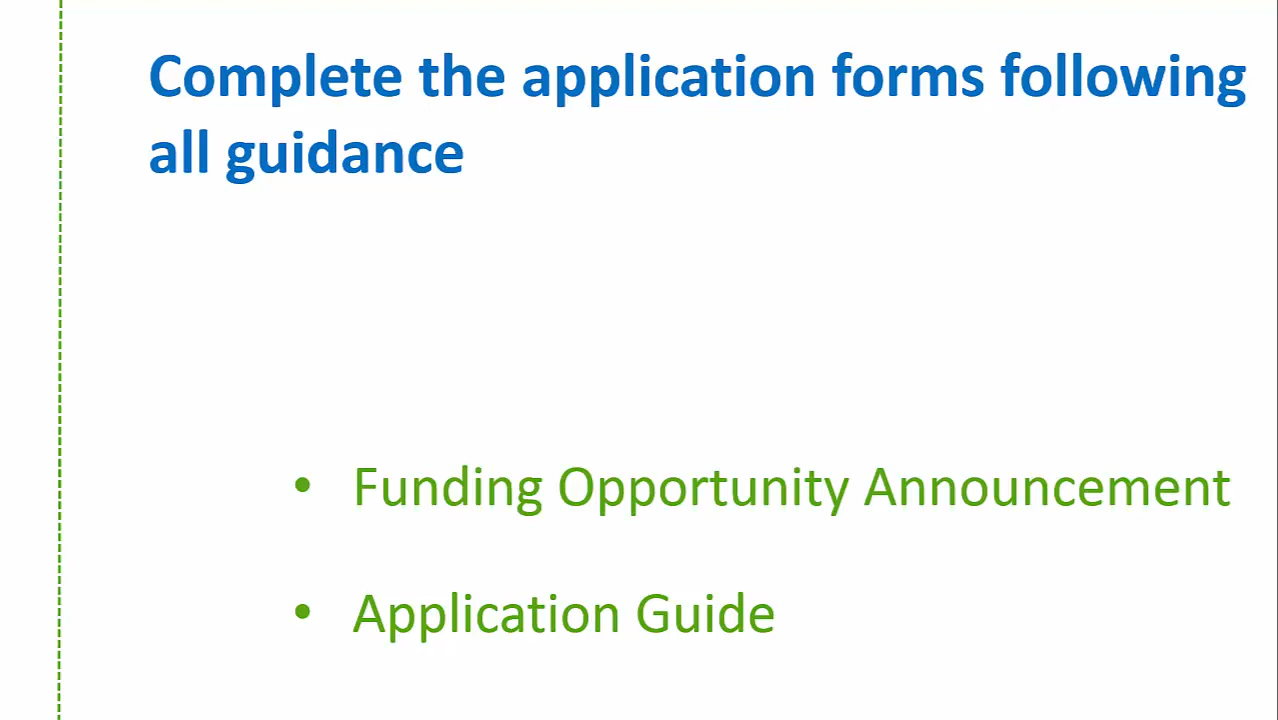 Complete the application forms following
all guidance
• Funding Opportunity Announcement
• Application Guide